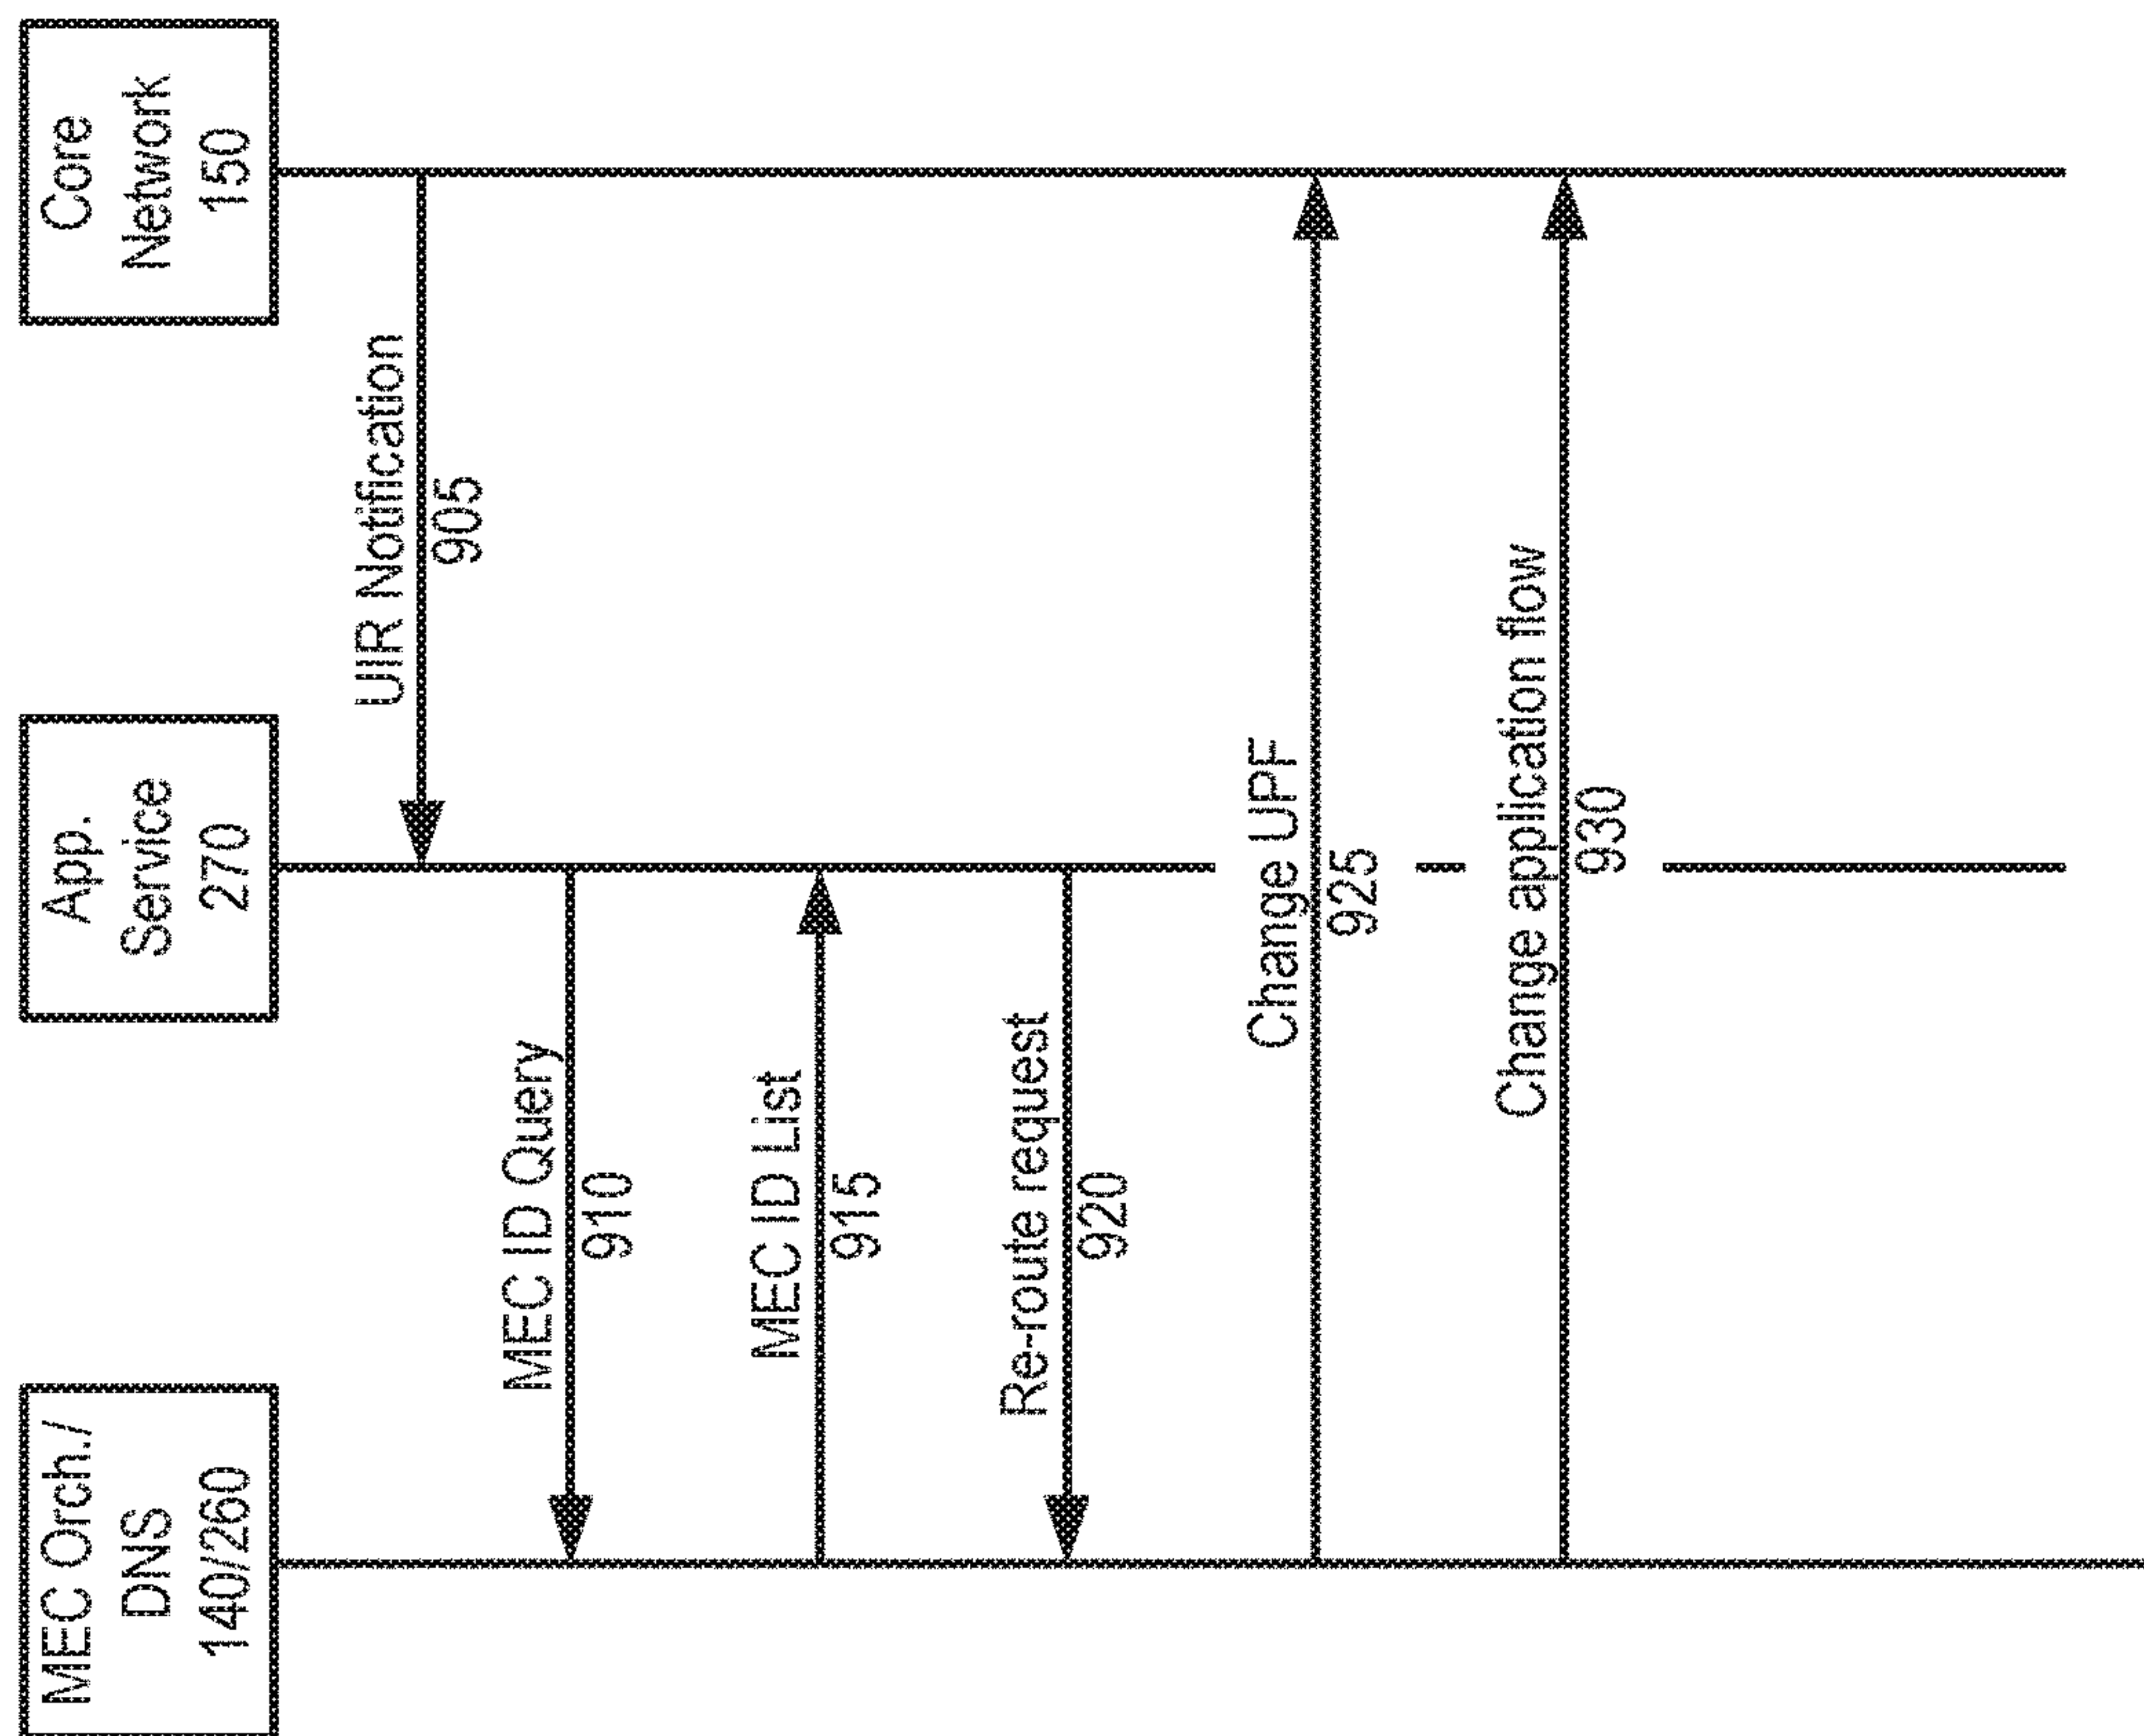 MEC Orch./
DNS
140/260
App.
Service
270
Core
Network
150
UIR Notification
905
MEC ID Query
910
MEC ID List
915
Re-route request
920
Change UPF
925
Change application flow
930